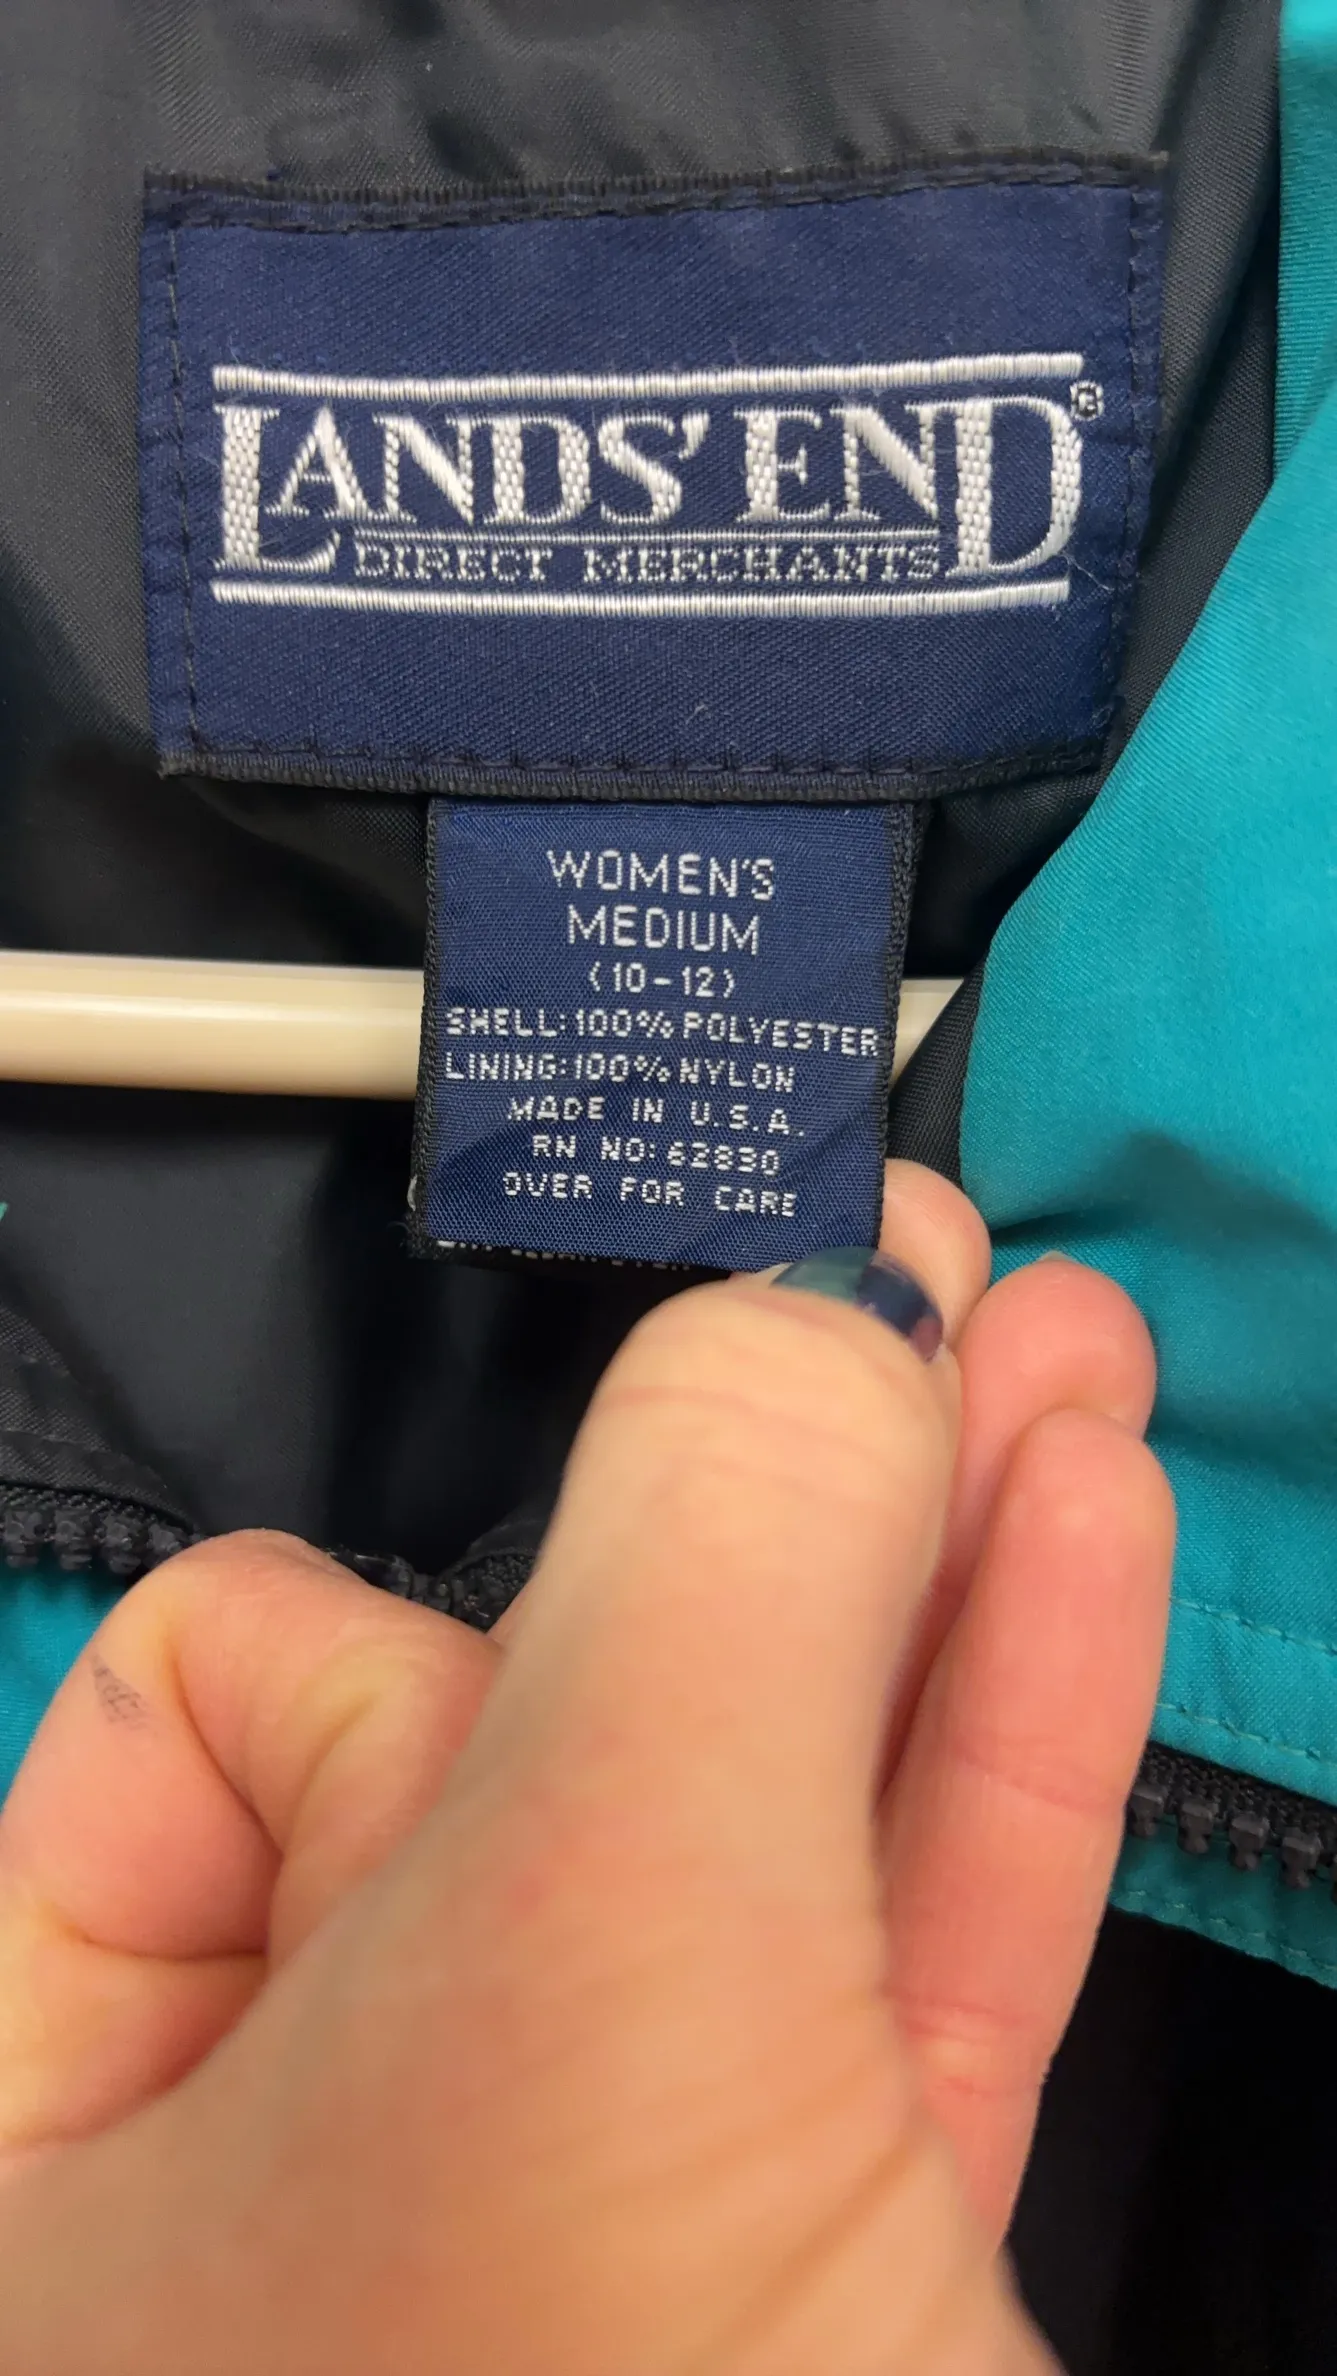 LANDS' END®
DIRECT MERCHANTS
WOMEN'S
MEDIUM
(10-12)
SHELL: 100% POLYESTER
LINING: 100% NYLON
MADE IN U.S.A.
RN NO: 62830
OVER FOR CARE